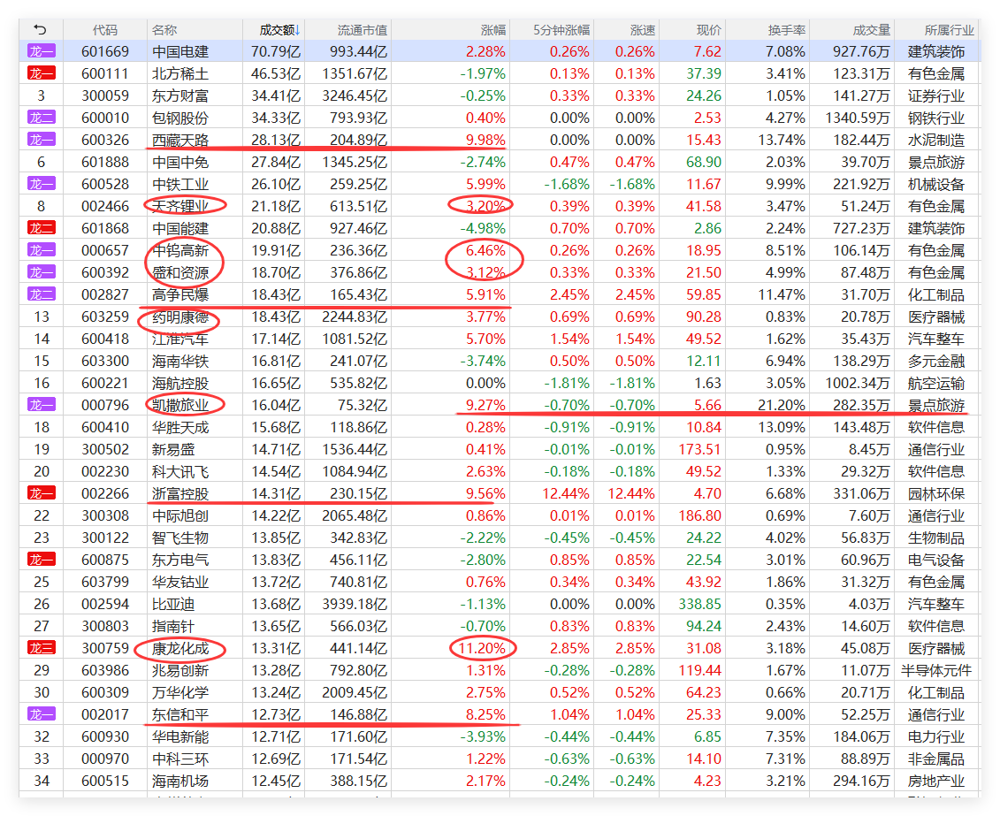 代码 名称 成交额↓ 流通市值 涨幅 5分钟涨幅 涨速 现价 换手率 成交量 所属行业
龙一 601669 中国电建 70.79亿 993.44亿 2.28% 0.26% 0.26% 7.62 7.08% 927.76万 建筑装饰
龙一 600111 北方稀土 46.53亿 1351.67亿 -1.97% 0.13% 0.13% 37.39 3.41% 123.31万 有色金属
3 300059 东方财富 34.41亿 3246.45亿 -0.25% 0.33% 0.33% 24.26 1.05% 141.27万 证券行业
龙二 600010 包钢股份 34.33亿 793.93亿 0.40% 0.00% 0.00% 2.53 4.27% 1340.59万 钢铁行业
龙一 600326 西藏天路 28.13亿 204.89亿 9.98% 0.00% 0.00% 15.43 13.74% 182.44万 水泥制造
6 601888 中国中免 27.84亿 1345.25亿 -2.74% 0.47% 0.47% 68.90 2.03% 39.70万 景点旅游
龙一 600528 中铁工业 26.10亿 259.25亿 5.99% -1.68% -1.68% 11.67 9.99% 221.92万 机械设备
8 002466 天齐锂业 21.18亿 613.51亿 3.20% 0.39% 0.39% 41.58 3.47% 51.24万 有色金属
龙二 601868 中国能建 20.88亿 927.46亿 -4.98% 0.70% 0.70% 2.86 2.24% 727.23万 建筑装饰
龙一 000657 中钨高新 19.91亿 236.36亿 6.46% 0.26% 0.26% 18.95 8.51% 106.14万 有色金属
龙一 600392 盛和资源 18.70亿 376.86亿 3.12% 0.33% 0.33% 21.50 4.99% 87.48万 有色金属
龙二 002827 高争民爆 18.43亿 165.43亿 5.91% 2.45% 2.45% 59.85 11.47% 31.70万 化工制品
13 603259 药明康德 18.43亿 2244.83亿 3.77% 0.69% 0.69% 90.28 0.83% 20.78万 医疗器械
14 600418 江淮汽车 17.14亿 1081.52亿 5.70% 1.54% 1.54% 49.52 1.62% 35.43万 汽车整车
15 603300 海南华铁 16.81亿 241.07亿 -3.74% 0.50% 0.50% 12.11 6.94% 138.29万 多元金融
16 600221 海航控股 16.65亿 535.82亿 0.00% -1.81% -1.81% 1.63 3.05% 1002.34万 航空运输
龙一 000796 凯撒旅业 16.04亿 75.32亿 9.27% -0.70% -0.70% 5.66 21.20% 282.35万 景点旅游
18 600410 华胜天成 15.68亿 118.86亿 0.28% -0.91% -0.91% 10.84 13.09% 143.48万 软件信息
19 300502 新易盛 14.71亿 1536.44亿 0.41% -0.01% -0.01% 173.51 0.95% 8.45万 通信行业
20 002230 科大讯飞 14.54亿 1084.94亿 2.63% -0.18% -0.18% 49.52 1.33% 29.32万 软件信息
龙一 002266 浙富控股 14.31亿 230.15亿 9.56% 12.44% 12.44% 4.70 6.68% 331.06万 园林环保
22 300308 中际旭创 14.22亿 2065.48亿 0.86% 0.01% 0.01% 186.80 0.69% 7.60万 通信行业
23 300122 智飞生物 13.85亿 342.83亿 -2.22% -0.45% -0.45% 24.22 4.02% 56.83万 生物制品
龙一 600875 东方电气 13.83亿 456.11亿 -2.80% 0.85% 0.85% 22.54 3.01% 60.96万 电气设备
25 603799 华友钴业 13.72亿 740.81亿 0.76% 0.34% 0.34% 43.92 1.86% 31.32万 有色金属
26 002594 比亚迪 13.68亿 3939.18亿 -1.13% 0.00% 0.00% 338.85 0.35% 4.03万 汽车整车
27 300803 指南针 13.65亿 566.03亿 -0.70% 0.83% 0.83% 94.24 2.43% 14.60万 软件信息
龙三 300759 康龙化成 13.31亿 441.14亿 11.20% 2.85% 2.85% 31.08 3.18% 45.08万 医疗器械
29 603986 兆易创新 13.28亿 792.80亿 1.31% -0.28% -0.28% 119.44 1.67% 11.07万 半导体元件
30 600309 万华化学 13.24亿 2009.45亿 2.75% 0.52% 0.52% 64.23 0.66% 20.71万 化工制品
龙一 002017 东信和平 12.73亿 146.88亿 8.25% 1.04% 1.04% 25.33 9.00% 52.25万 通信行业
32 600930 华电新能 12.71亿 171.60亿 -3.93% -0.44% -0.44% 6.85 7.35% 184.06万 电力行业
33 000970 中科三环 12.69亿 171.54亿 1.22% -0.63% -0.63% 14.10 7.31% 88.89万 非金属品
34 600515 海南机场 12.45亿 388.15亿 2.17% -0.24% -0.24% 4.23 3.21% 294.16万 房地产业